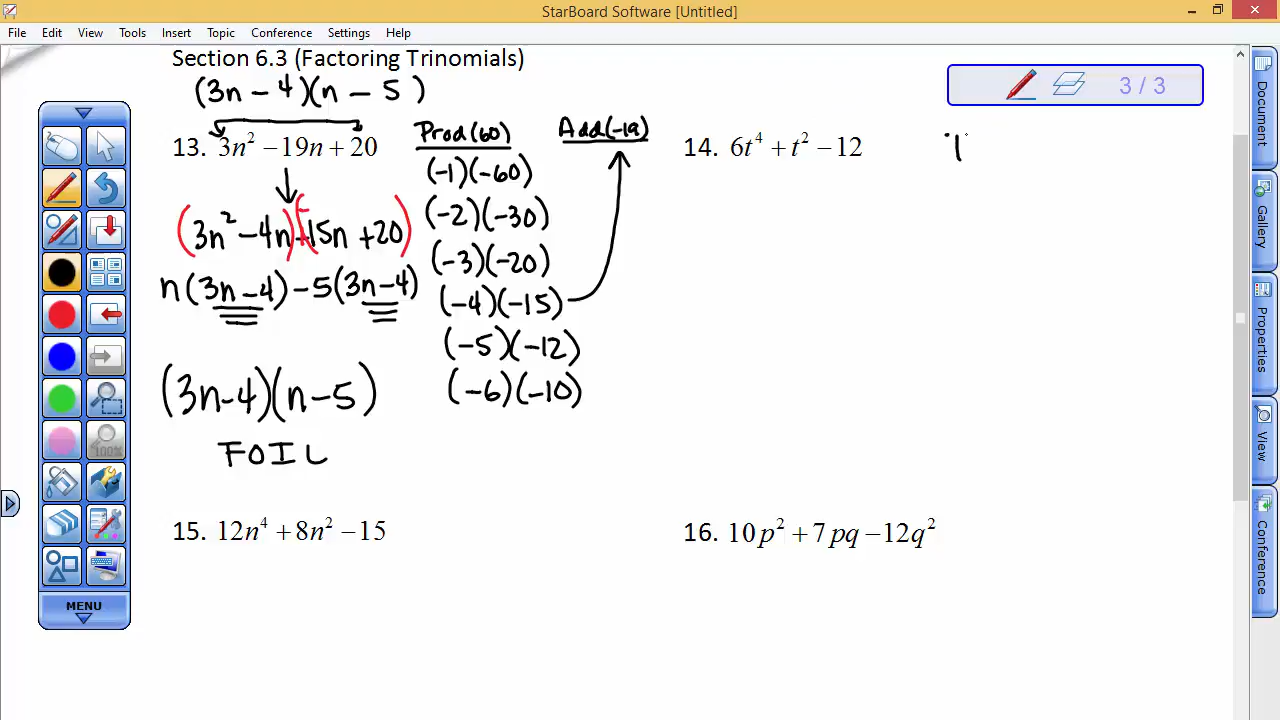 StarBoard Software [Untitled]
File Edit View Tools Insert Topic Conference Settings Help
Section 6.3 (Factoring Trinomials)
(3n - 4)(n - 5)
13. 3n² - 19n + 20
(3n² - 4n) + (-15n + 20)
n(3n - 4) - 5(3n - 4)
(3n - 4)(n - 5)
FOIL
Prod(60) Add(-19)
(-1)(-60)
(-2)(-30)
(-3)(-20)
(-4)(-15)
(-5)(-12)
(-6)(-10)
14. 6t⁴ + t² - 12
15. 12n⁴ + 8n² - 15
16. 10p² + 7pq - 12q²
3 / 3
100%
MENU
Document
Gallery
Properties
View
Conference